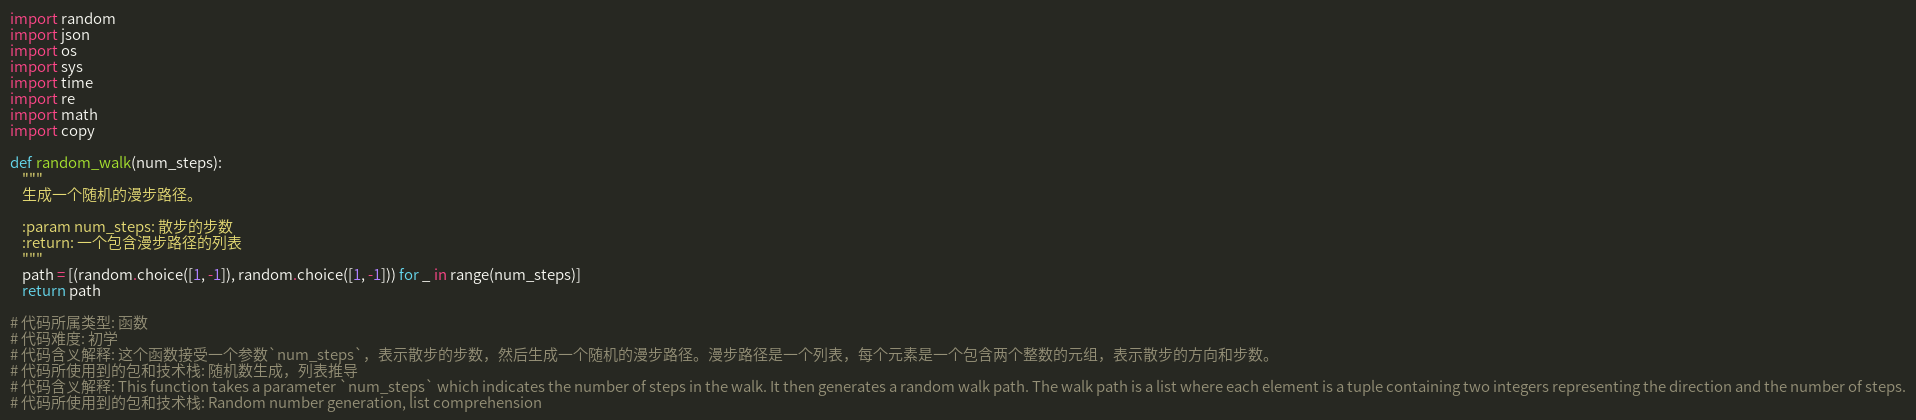 import random
import json
import os
import sys
import time
import re
import math
import copy
def random_walk(num_steps):
"""
生成一个随机的漫步路径。
:param num_steps: 散步的步数
:return: 一个包含漫步路径的列表
"""
path = [(random.choice([1, -1]), random.choice([1, -1])) for _ in range(num_steps)]
return path
# 代码所属类型: 函数
# 代码难度: 初学
# 代码含义解释: 这个函数接受一个参数`num_steps`，表示散步的步数，然后生成一个随机的漫步路径。漫步路径是一个列表，每个元素是一个包含两个整数的元组，表示散步的方向和步数。
# 代码所使用到的包和技术栈: 随机数生成，列表推导
# 代码含义解释: This function takes a parameter `num_steps` which indicates the number of steps in the walk. It then generates a random walk path. The walk path is a list where each element is a tuple containing two integers representing the direction and the number of steps.
# 代码所使用到的包和技术栈: Random number generation, list comprehension